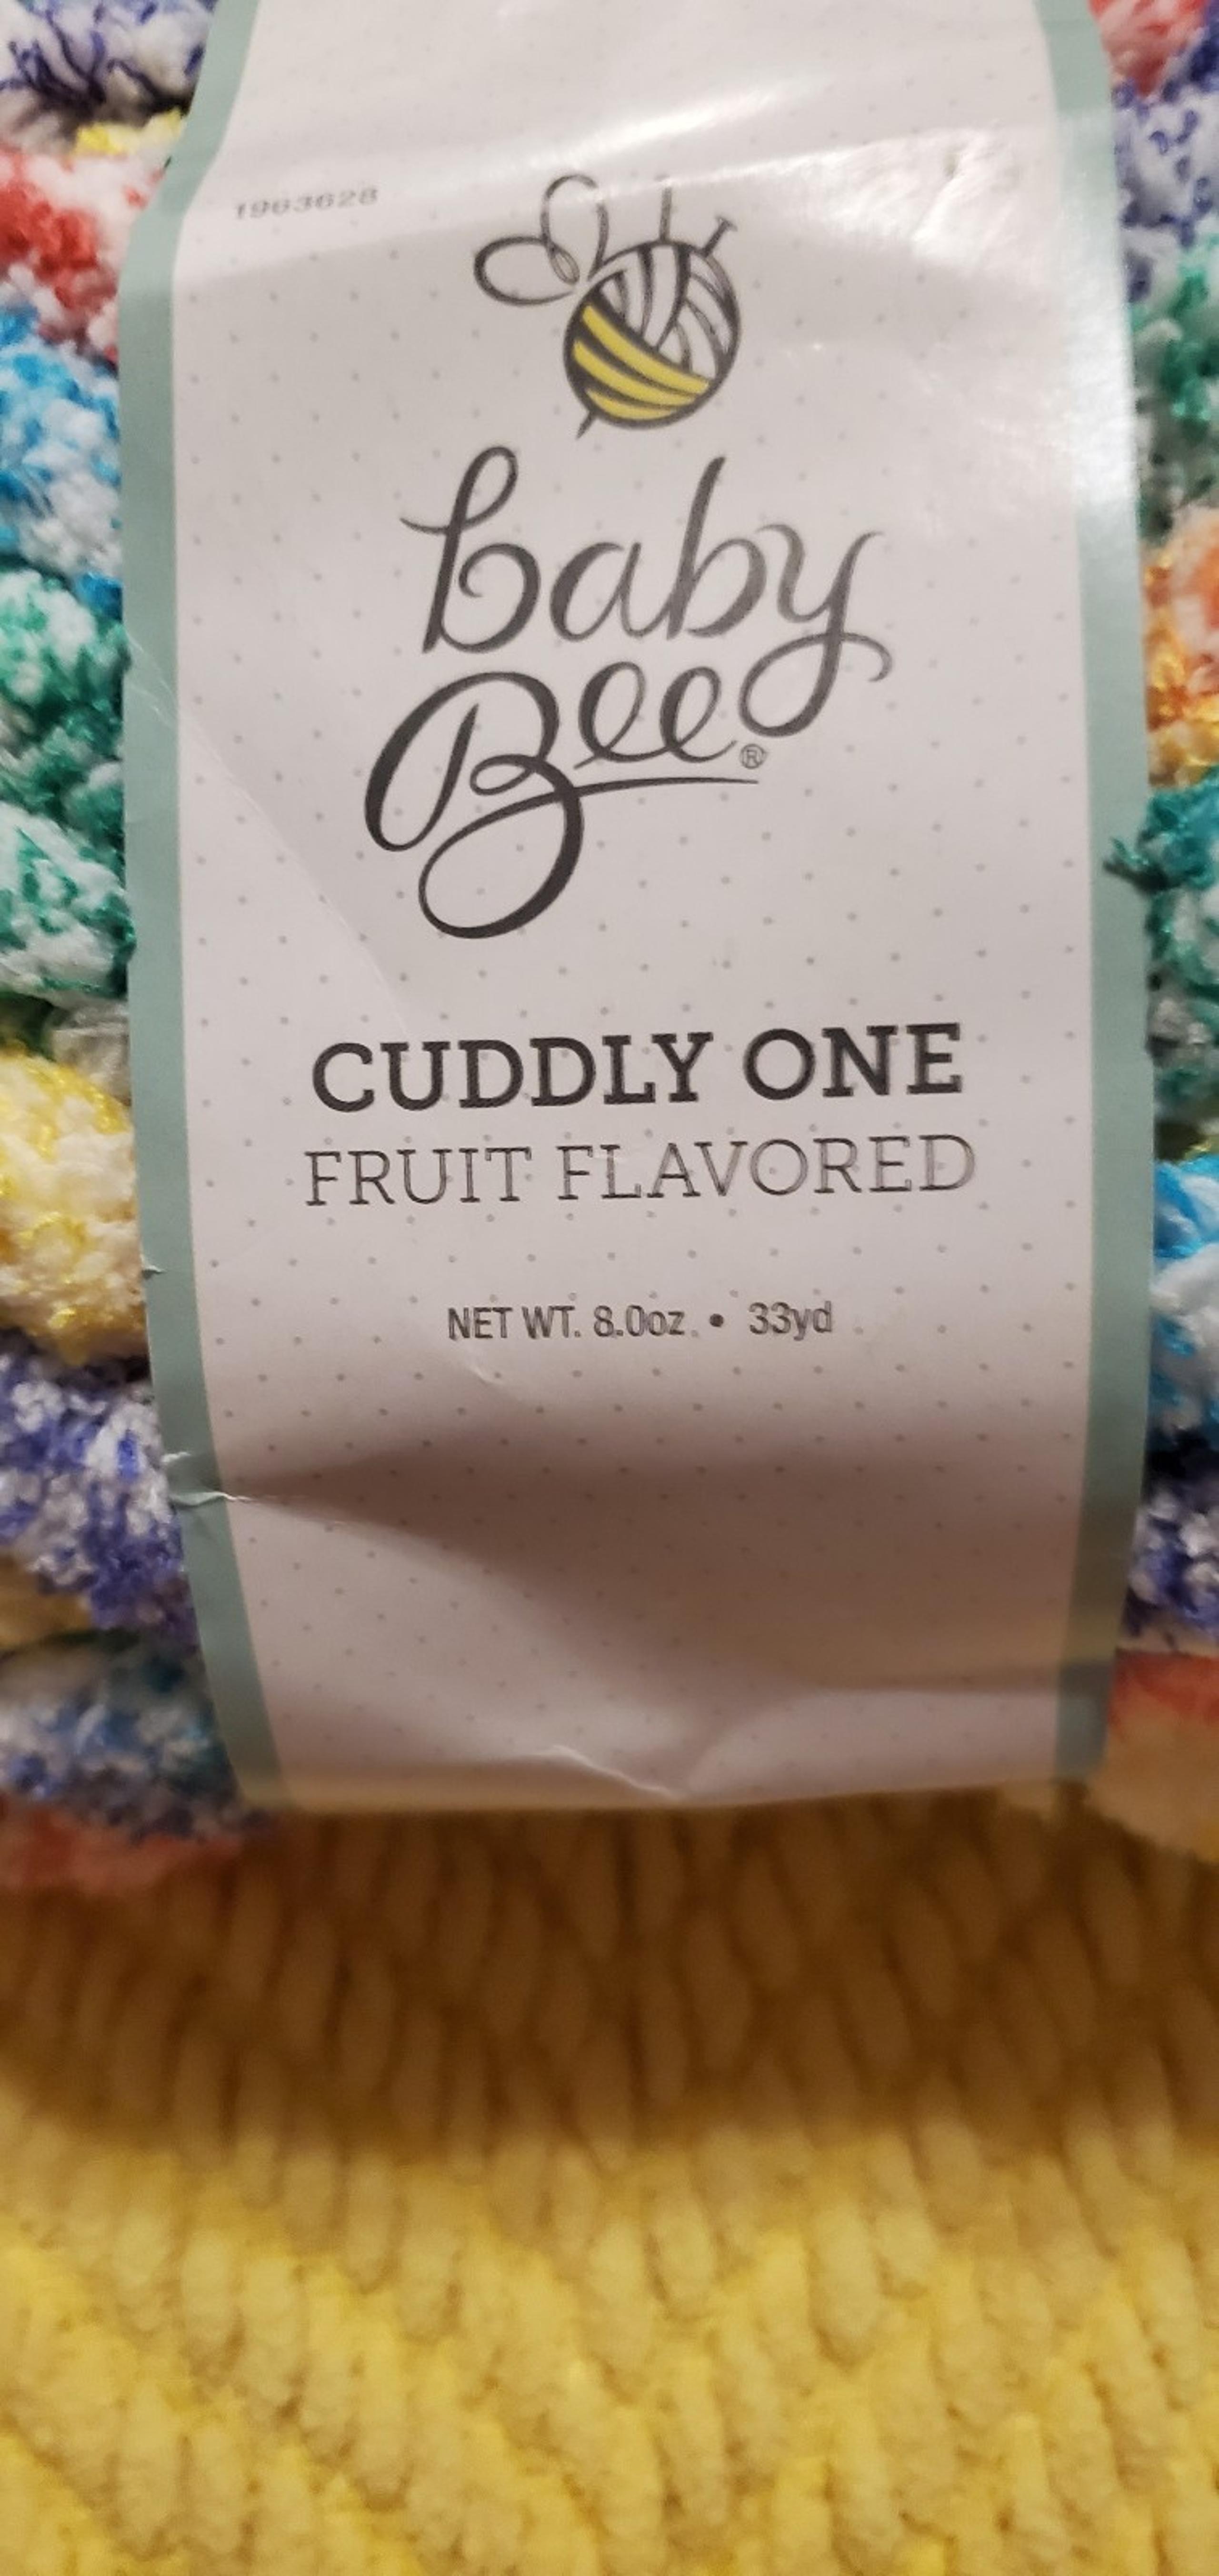 1963628
baby
Bee®
CUDDLY ONE
FRUIT FLAVORED
NET WT. 8.0oz. • 33yd